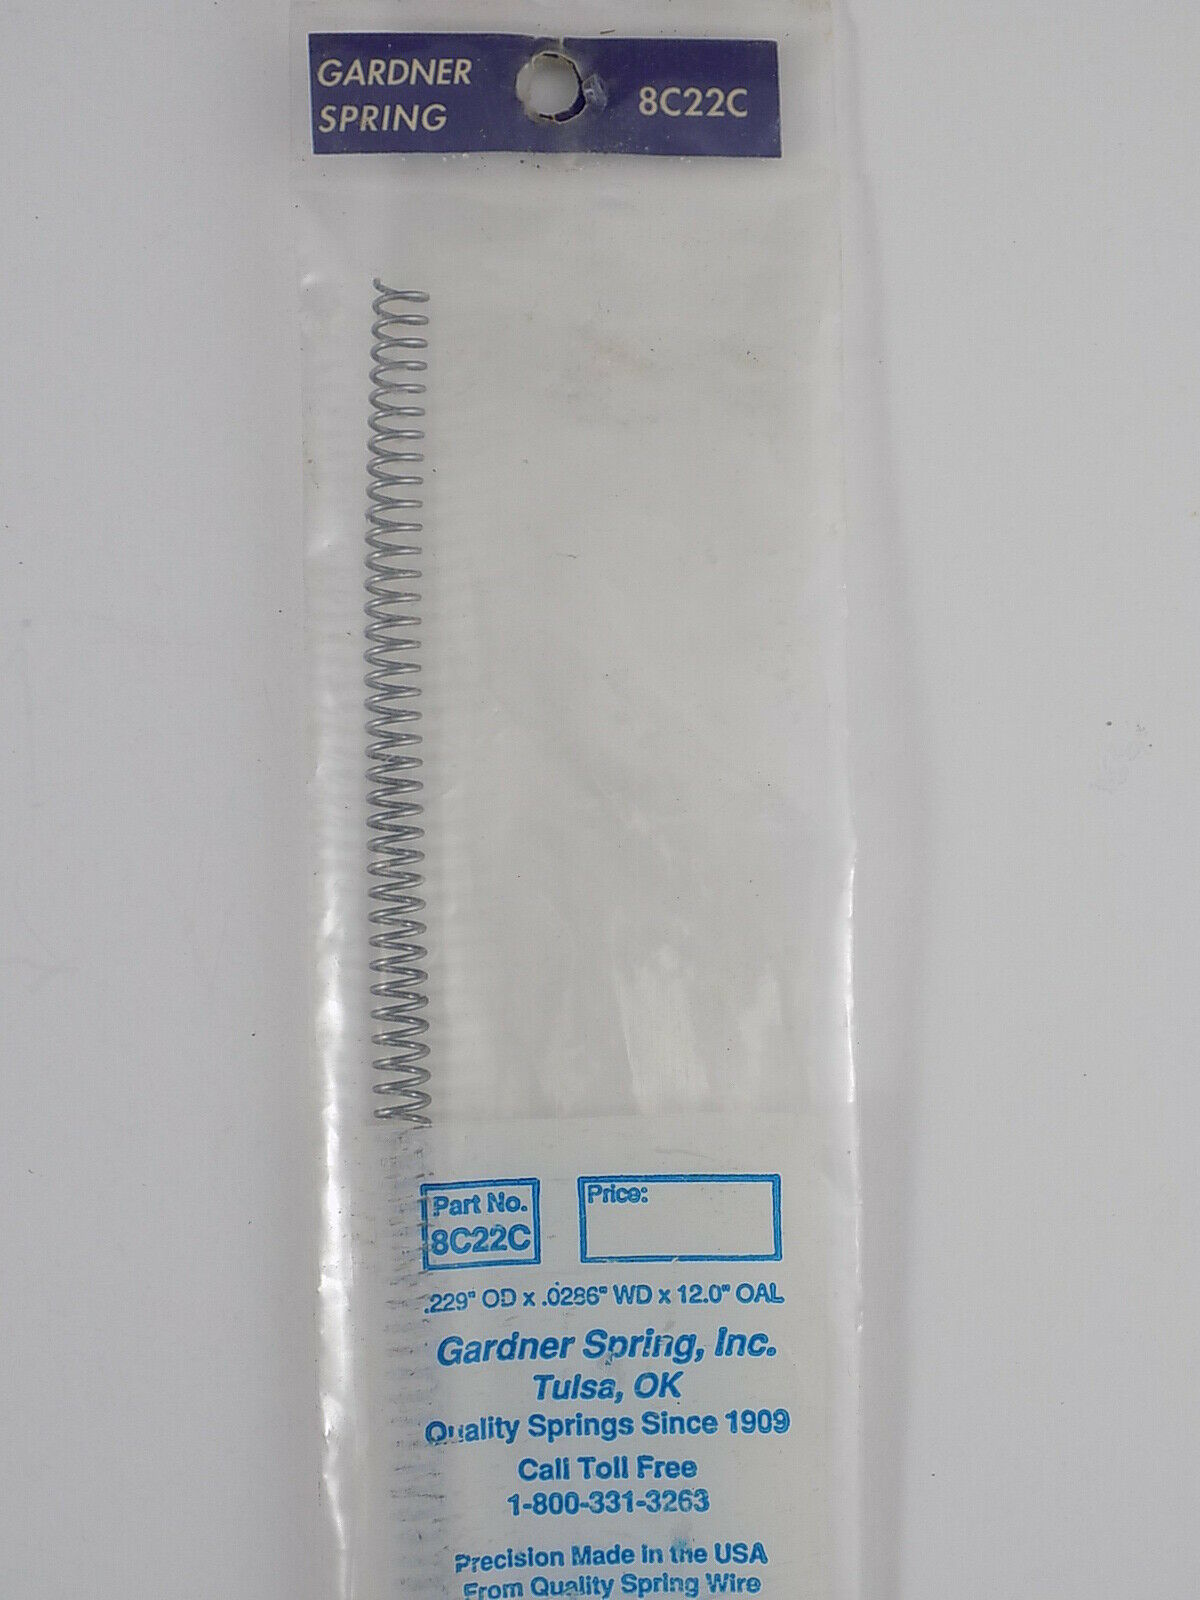 GARDNER
SPRING
8C22C
Part No.
8C22C
Price:
.229" OD x .0286" WD x 12.0" OAL
Gardner Spring, Inc.
Tulsa, OK
Quality Springs Since 1909
Call Toll Free
1-800-331-3263
Precision Made in the USA
From Quality Spring Wire